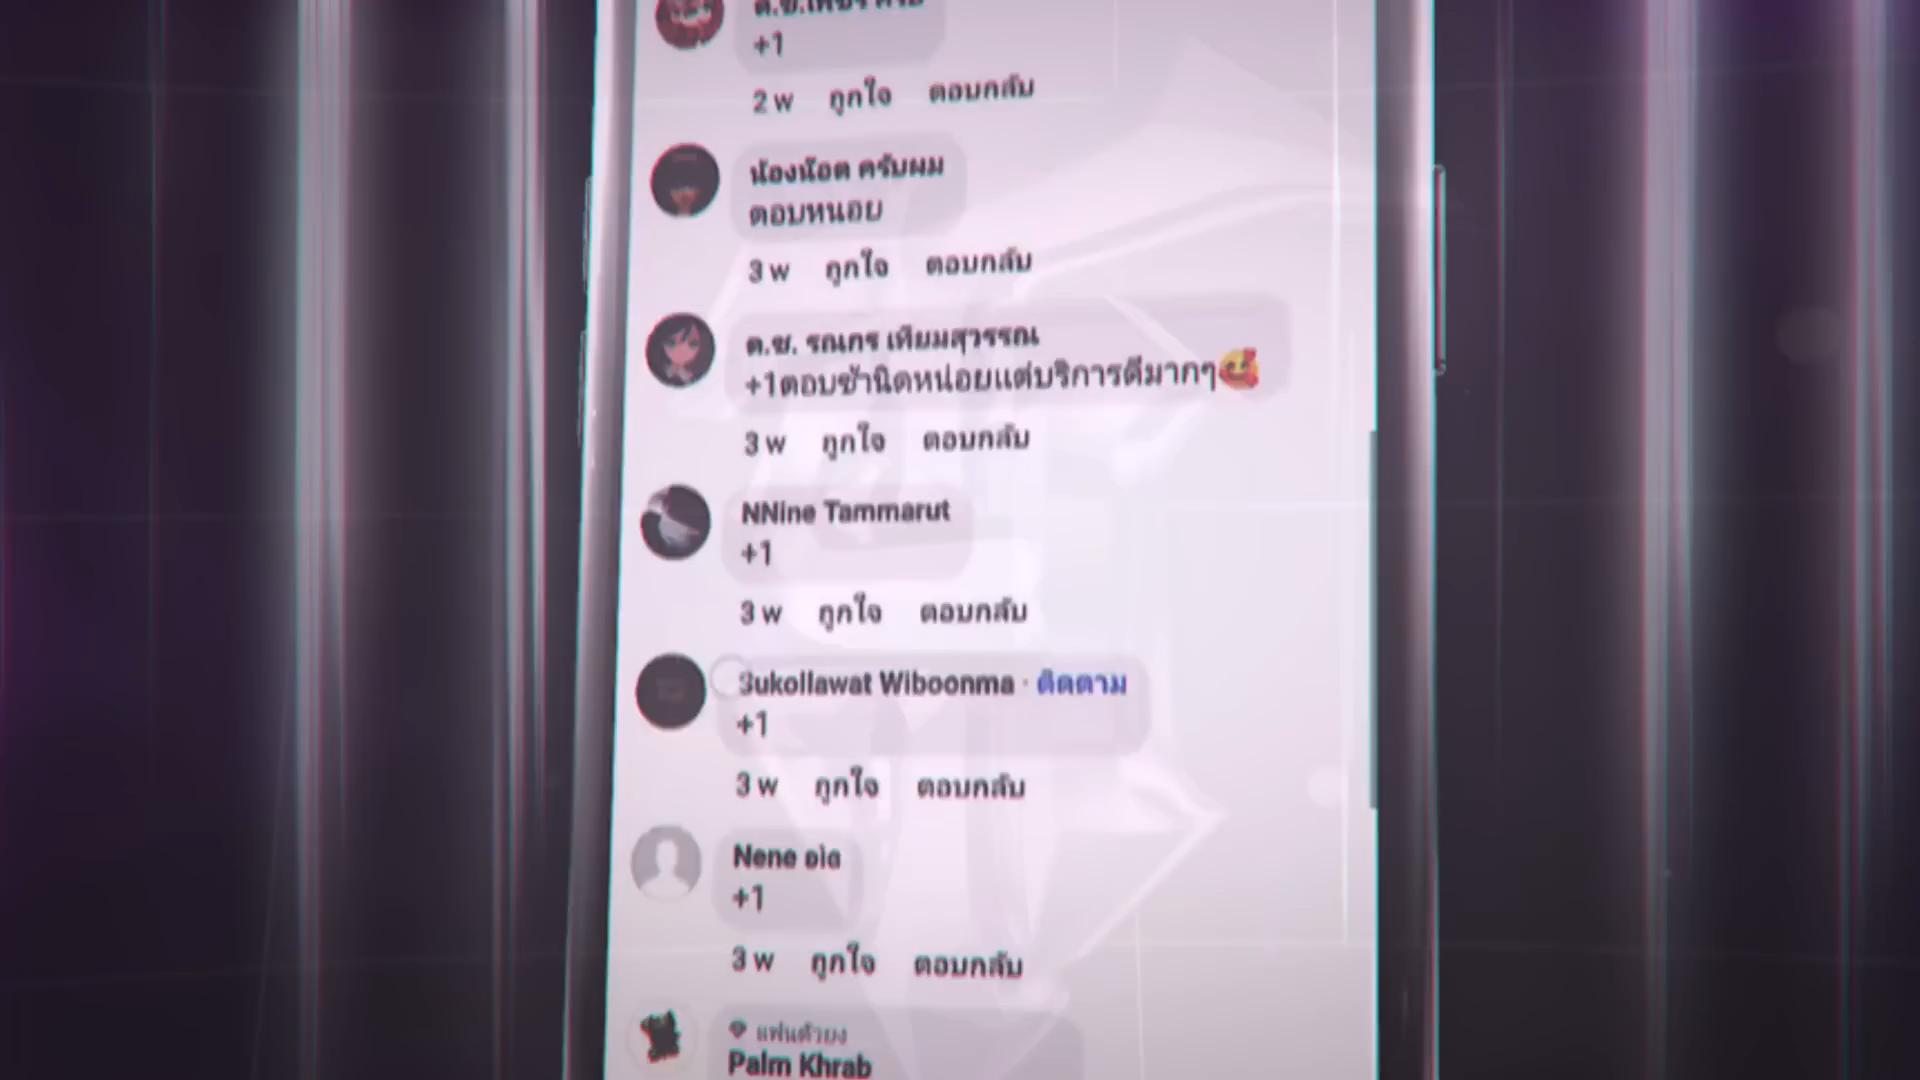 +1
2 w ถูกใจ ตอบกลับ
น้องน๊อต ครับผม
ตอบหนอย
3 w ถูกใจ ตอบกลับ
ด.ช. รณกร เทียมสุวรรณ
+1ตอบช้านิดหน่อยแต่บริการดีมากๆ🥰
3 w ถูกใจ ตอบกลับ
NNine Tammarut
+1
3 w ถูกใจ ตอบกลับ
Sukollawat Wiboonma · ติดตาม
+1
3 w ถูกใจ ตอบกลับ
Nene
+1
3 w ถูกใจ ตอบกลับ
แฟนตัวยง
Palm Khrab